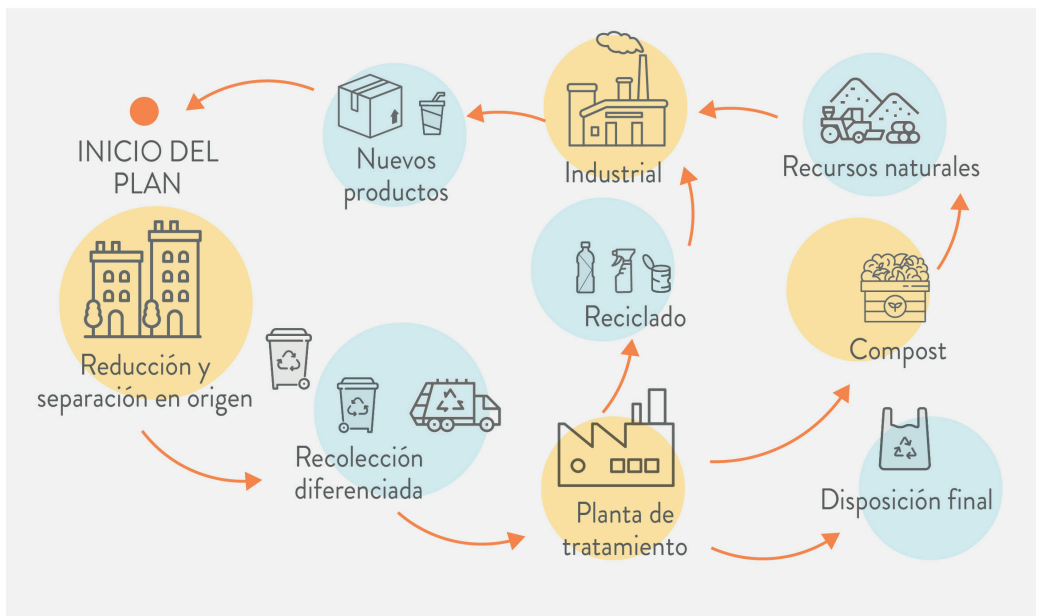 INICIO DEL
PLAN
Nuevos
productos
Industrial
Recursos naturales
Reducción y
separación en origen
Recolección
diferenciada
Reciclado
Compost
Planta de
tratamiento
Disposición final